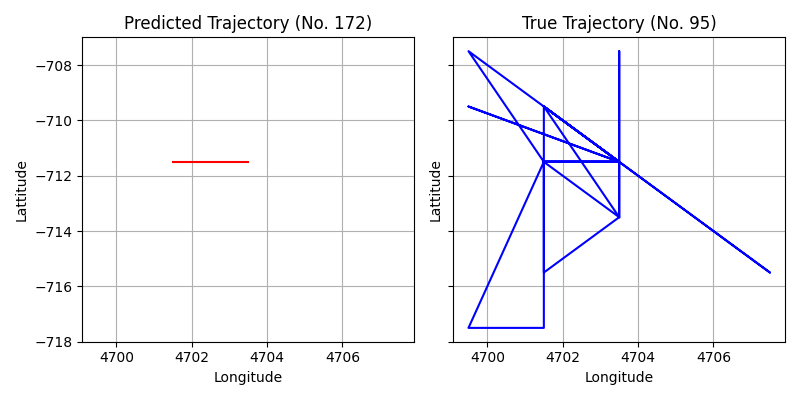 Predicted Trajectory (No. 172)
Lattitude
−708
−710
−712
−714
−716
−718
4700
4702
4704
4706
Longitude
True Trajectory (No. 95)
Lattitude
4700
4702
4704
4706
Longitude